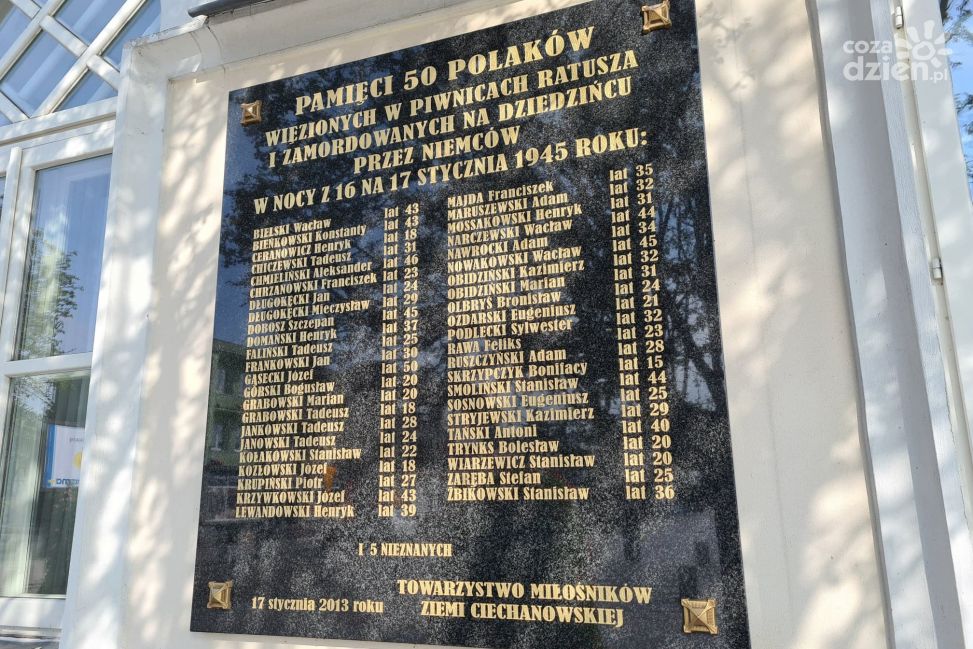 PAMIĘCI 50 POLAKÓW
WIĘZIONYCH W PIWNICACH RATUSZA
I ZAMORDOWANYCH NA DZIEDZIŃCU
PRZEZ NIEMCÓW
W NOCY Z 16 NA 17 STYCZNIA 1945 ROKU:
BIELSKI Wacław lat 43
BIEŃKOWSKI Konstanty lat 43
CERANOWICZ Henryk lat 18
CHICZEWSKI Tadeusz lat 31
CHMIELIŃSKI Aleksander lat 46
Franciszek lat 23
DŁUGOKĘCKI Jan lat 24
DŁUGOKĘCKI Mieczysław lat 29
DOBOSZ Szczepan lat 45
DOMAŃSKI Henryk lat 37
FALIŃSKI Tadeusz lat 25
FRANKOWSKI Jan lat 30
GĄSECKI Józef lat 50
GÓRSKI Bogusław lat 20
GRABOWSKI Marian lat 20
GRABOWSKI Tadeusz lat 18
JANKOWSKI Tadeusz lat 28
JANOWSKI Tadeusz lat 24
KOŁAKOWSKI Stanisław lat 22
KOZŁOWSKI Józef lat 18
KRUPIŃSKI Piotr lat 27
KRZYWKOWSKI Józef lat 43
LEWANDOWSKI Henryk lat 39
MAJDA Franciszek lat 35
MARUSZEWSKI Adam lat 32
MOSSAKOWSKI Henryk lat 31
NARCZEWSKI Wacław lat 44
NAWROCKI Adam lat 34
NOWAKOWSKI Wacław lat 45
OBIDZIŃSKI Kazimierz lat 32
OBIDZIŃSKI Marian lat 31
OLBRYŚ Bronisław lat 24
OZDARSKI Eugeniusz lat 21
PODLECKI Sylwester lat 32
RAWA Feliks lat 23
RUSZCZYŃSKI Adam lat 28
SKRZYPCZYK Bonifacy lat 15
SMOLIŃSKI Stanisław lat 44
SOSNOWSKI Eugeniusz lat 25
STRYJEWSKI Kazimierz lat 29
TAŃSKI Antoni lat 40
TRYNKS Bolesław lat 20
WIARZEWICZ Stanisław lat 20
ZARĘBA Stefan lat 25
ŻBIKOWSKI Stanisław lat 36
I 5 NIEZNANYCH
17 stycznia 2013 roku
TOWARZYSTWO MIŁOŚNIKÓW
ZIEMI CIECHANOWSKIEJ
coza
dzien.pl